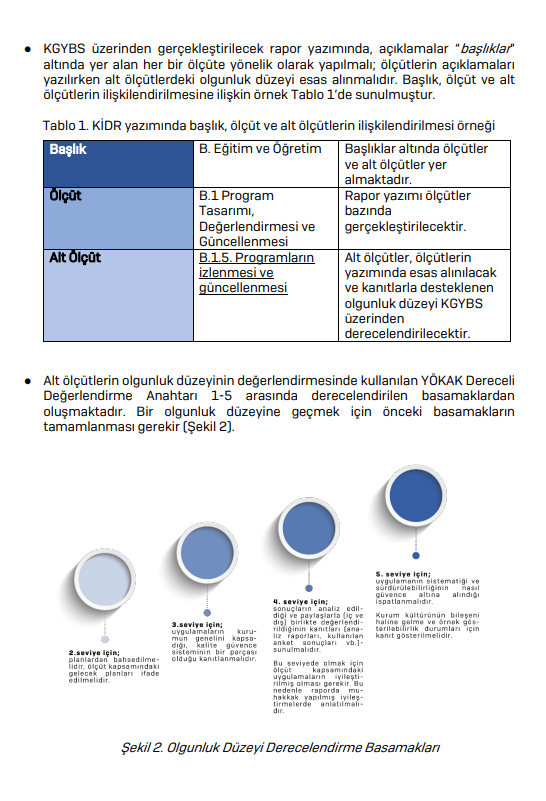 ● KGYBS üzerinden gerçekleştirilecek rapor yazımında, açıklamalar "başlıklar"
altında yer alan her bir ölçüte yönelik olarak yapılmalı; ölçütlerin açıklamaları
yazılırken alt ölçütlerdeki olgunluk düzeyi esas alınmalıdır. Başlık, ölçüt ve alt
ölçütlerin ilişkilendirilmesine ilişkin örnek Tablo 1'de sunulmuştur.
Tablo 1. KİDR yazımında başlık, ölçüt ve alt ölçütlerin ilişkilendirilmesi örneği
Başlık
B. Eğitim ve Öğretim
Başlıklar altında ölçütler
ve alt ölçütler yer
almaktadır.
Ölçüt
B.1 Program
Tasarımı,
Değerlendirmesi ve
Güncellenmesi
Rapor yazımı ölçütler
bazında
gerçekleştirilecektir.
Alt Ölçüt
B.1.5. Programların
izlenmesi ve
güncellenmesi
Alt ölçütler, ölçütlerin
yazımında esas alınılacak
ve kanıtlarla desteklenen
olgunluk düzeyi KGYBS
üzerinden
derecelendirilecektir.
● Alt ölçütlerin olgunluk düzeyinin değerlendirmesinde kullanılan YÖKAK Dereceli
Değerlendirme Anahtarı 1-5 arasında derecelendirilen basamaklardan
oluşmaktadır. Bir olgunluk düzeyine geçmek için önceki basamakların
tamamlanması gerekir (Şekil 2).
2.seviye için;
planlardan bahsedilme-
lidir, ölçüt kapsamındaki
gelecek planları ifade
edilmelidir.
3.seviye için;
uygulamaların kuru-
mun genelini kapsa-
dığı, kalite güvence
sisteminin bir parçası
olduğu kanıtlanmalıdır.
4. seviye için;
sonuçların analiz edil-
diği ve paylaşlarla (iç ve
dış) birlikte değerlendi-
rildiğinin kanıtları (ana-
liz raporları, kullanılan
anket sonuçları vb.)-
sunulmalıdır.
Bu seviyede olmak için
ölçüt kapsamındaki
uygulamaların iyileşti-
rilmiş olması gerekir. Bu
nedenle raporda mu-
hakkak yapılmış iyileş-
tirmelerde anlatılmalı-
dır.
5. seviye için;
uygulamanın sistematiği ve
sürdürülebilirliğinin nasıl
güvence altına alındığı
ispatlanmalıdır.
Kurum kültürünün bileşeni
haline gelme ve örnek gös-
terilebilirlik durumları için
kanıt gösterilmelidir.
Şekil 2. Olgunluk Düzeyi Derecelendirme Basamakları